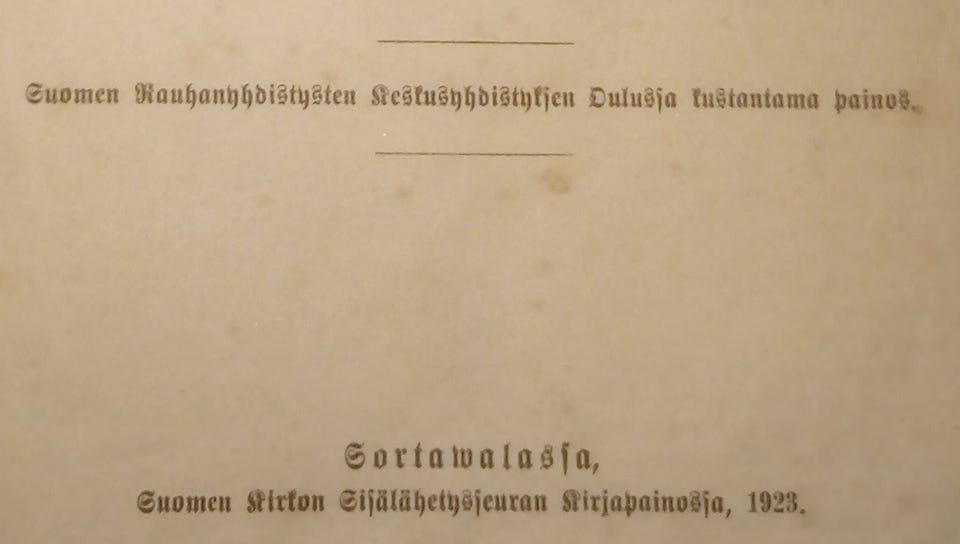 Suomen Rauhanyhdistysten Keskusyhdistyksen Oulussa kustantama painos.
Sortawalassa,
Suomen Kirkon Sisälähetysseuran Kirjapainossa, 1923.